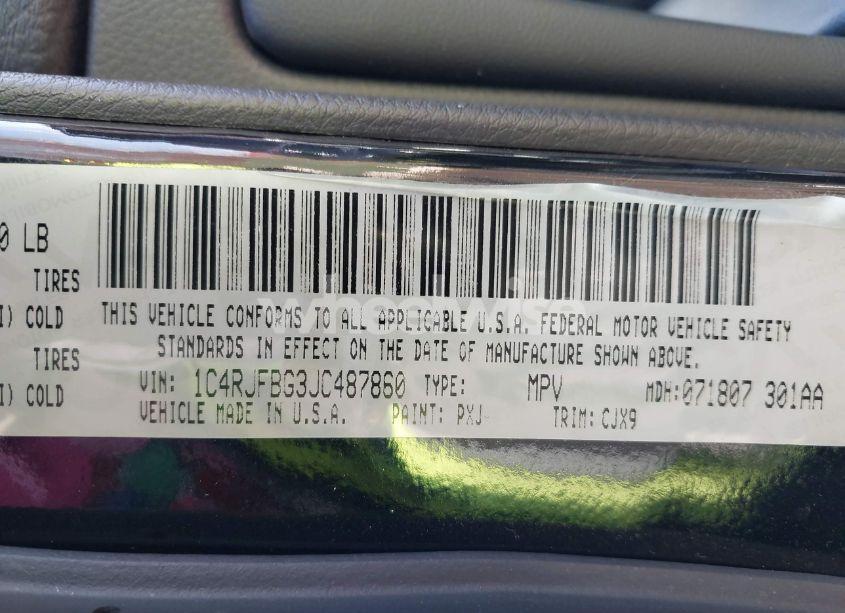 0 LB
TIRES
I) COLD
THIS VEHICLE CONFORMS TO ALL APPLICABLE U.S.A. FEDERAL MOTOR VEHICLE SAFETY
STANDARDS IN EFFECT ON THE DATE OF MANUFACTURE SHOWN ABOVE.
TIRES
I) COLD
VIN: 1C4RJFBG3JC487860 TYPE: MPV MDH:071807 301AA
VEHICLE MADE IN U.S.A. PAINT: PXJ- TRIM: CJX9
wheelwise